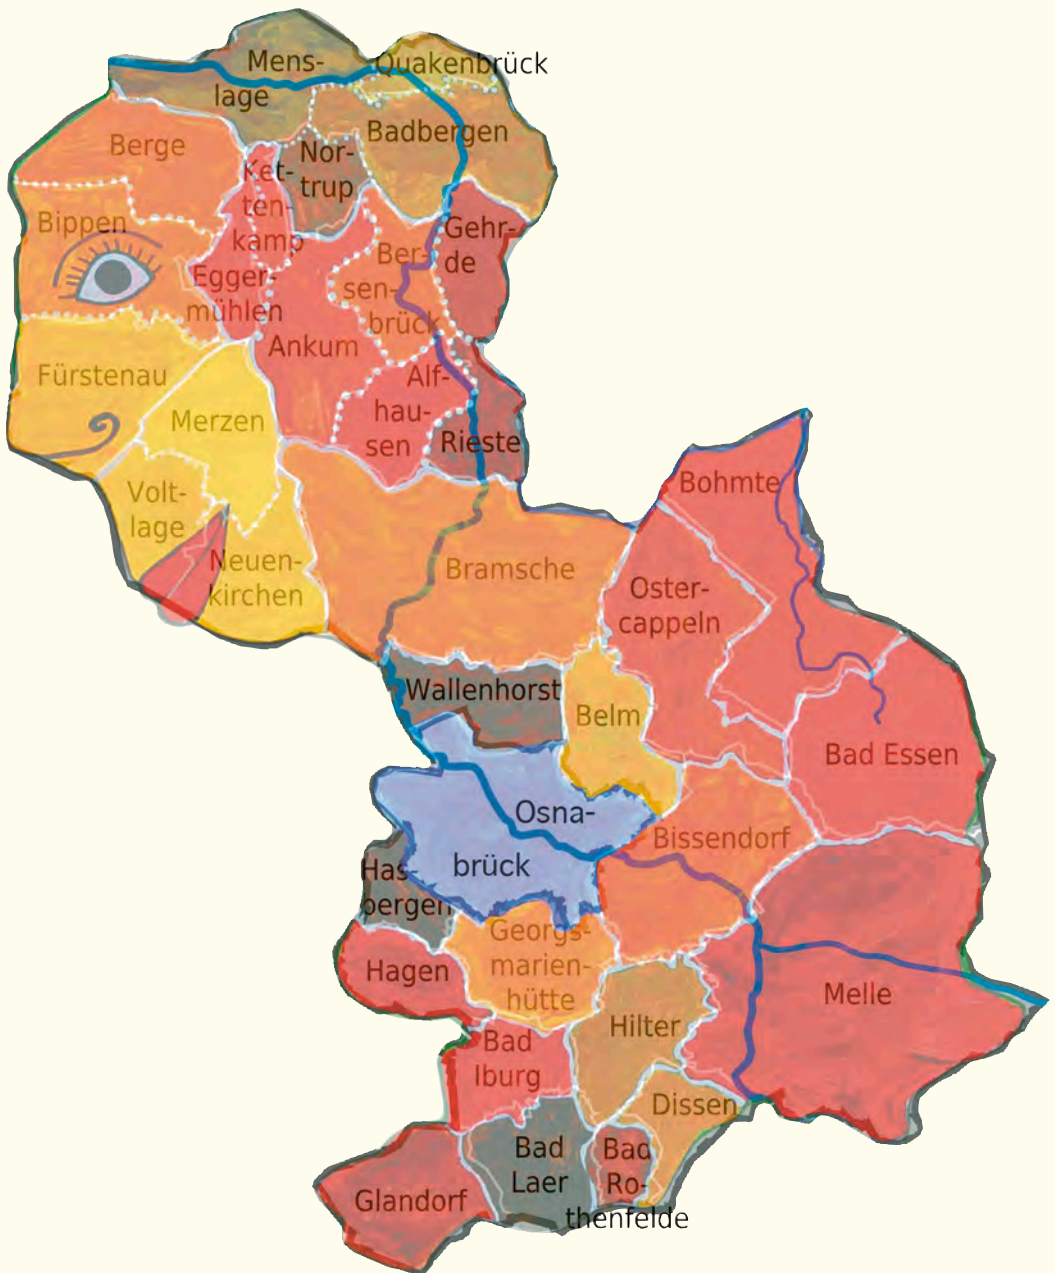 Mens-
lage
Quakenbrück
Badbergen
Berge
Nor-
trup
Ket-
ten-
kamp
Bippen
Gehr-
de
Ber-
sen-
brück
Egger-
mühlen
Ankum
Fürstenau
Alf-
hau-
sen
Merzen
Rieste
Bohmte
Volt-
lage
Neuen-
kirchen
Bramsche
Oster-
cappeln
Wallenhorst
Belm
Bad Essen
Osna-
brück
Bissendorf
Has-
bergen
Georgs-
marien-
hütte
Hagen
Melle
Hilter
Bad
Iburg
Dissen
Bad
Laer
Bad
Ro-
thenfelde
Glandorf